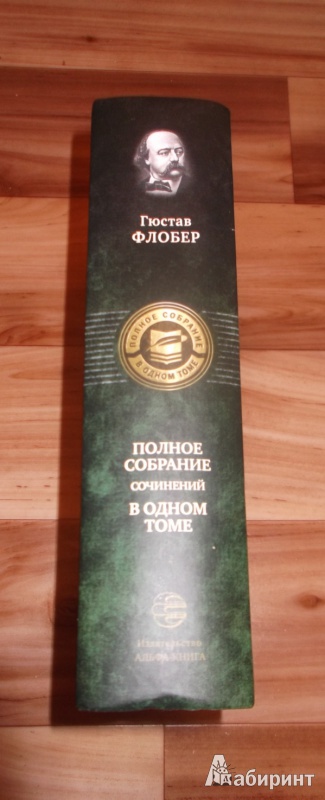 Гюстав
ФЛОБЕР
ПОЛНОЕ СОБРАНИЕ
В ОДНОМ ТОМЕ
ПОЛНОЕ
СОБРАНИЕ
СОЧИНЕНИЙ
В ОДНОМ
ТОМЕ
Издательство
АЛЬФА-КНИГА
Лабиринт